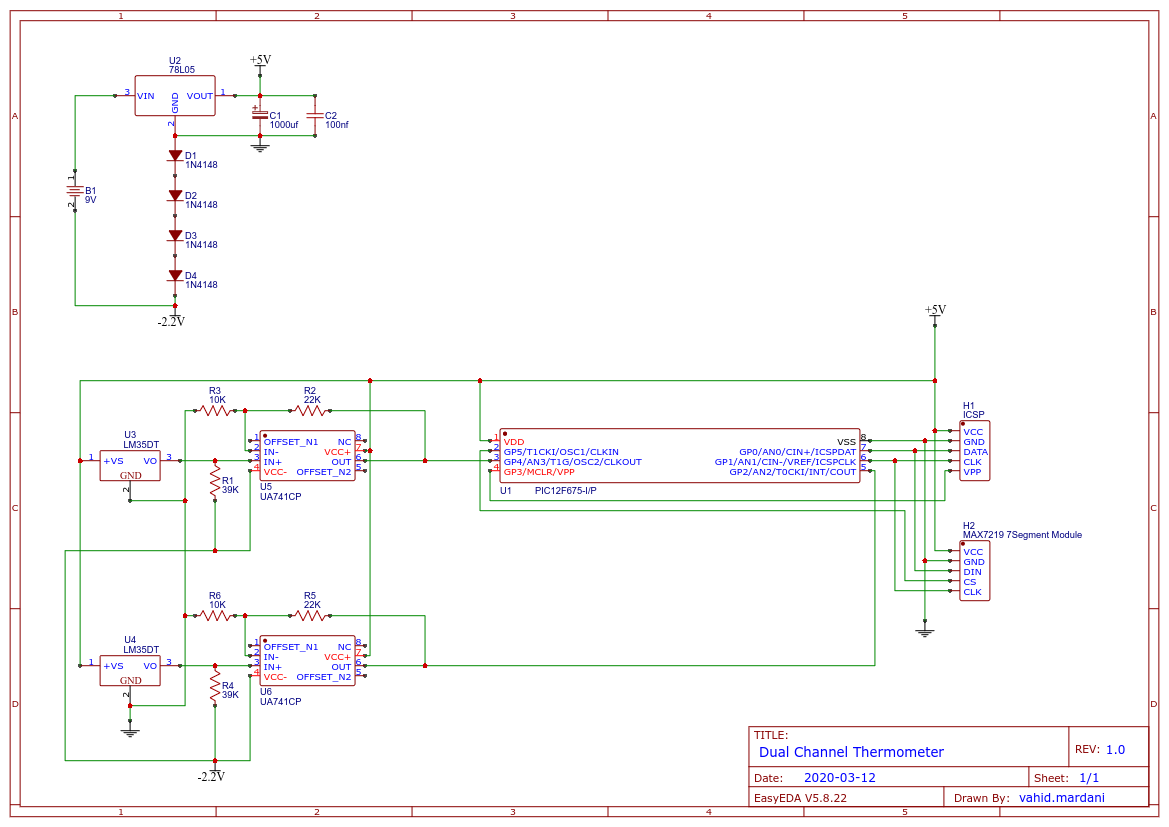 1 2 3 4 5
A A
B B
C C
D D
1 2 3 4 5
U2
78L05
3 VIN VOUT 1
GND
2
+5V
+
C1
1000uf
C2
100nf
D1
1N4148
D2
1N4148
D3
1N4148
D4
1N4148
1
B1
9V
2
-2.2V
+5V
R3
10K
R2
22K
U3
LM35DT
1 +VS VO 3
GND
2
R1
39K
1 OFFSET_N1 NC 8
2 IN- VCC+ 7
3 IN+ OUT 6
4 VCC- OFFSET_N2 5
U5
UA741CP
1 VDD VSS 8
2 GP5/T1CKI/OSC1/CLKIN GP0/AN0/CIN+/ICSPDAT 7
3 GP4/AN3/T1G/OSC2/CLKOUT GP1/AN1/CIN-/VREF/ICSPCLK 6
4 GP3/MCLR/VPP GP2/AN2/T0CKI/INT/COUT 5
U1 PIC12F675-I/P
H1
ICSP
VCC
GND
DATA
CLK
VPP
H2
MAX7219 7Segment Module
VCC
GND
DIN
CS
CLK
R6
10K
R5
22K
U4
LM35DT
1 +VS VO 3
GND
2
R4
39K
1 OFFSET_N1 NC 8
2 IN- VCC+ 7
3 IN+ OUT 6
4 VCC- OFFSET_N2 5
U6
UA741CP
-2.2V
TITLE:
Dual Channel Thermometer
REV: 1.0
Date: 2020-03-12
Sheet: 1/1
EasyEDA V5.8.22
Drawn By: vahid.mardani